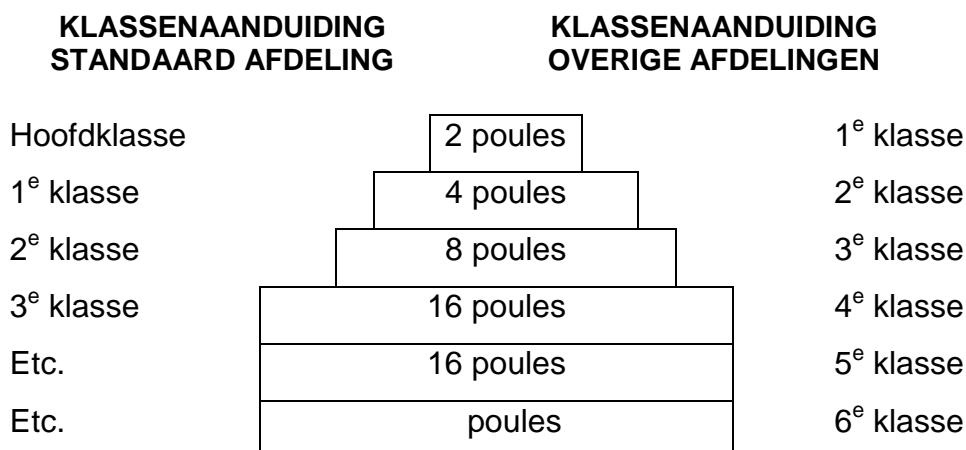 KLASSENAANDUIDING KLASSENAANDUIDING
STANDAARD AFDELING OVERIGE AFDELINGEN
Hoofdklasse 2 poules 1e klasse
1e klasse 4 poules 2e klasse
2e klasse 8 poules 3e klasse
3e klasse 16 poules 4e klasse
Etc. 16 poules 5e klasse
Etc. poules 6e klasse